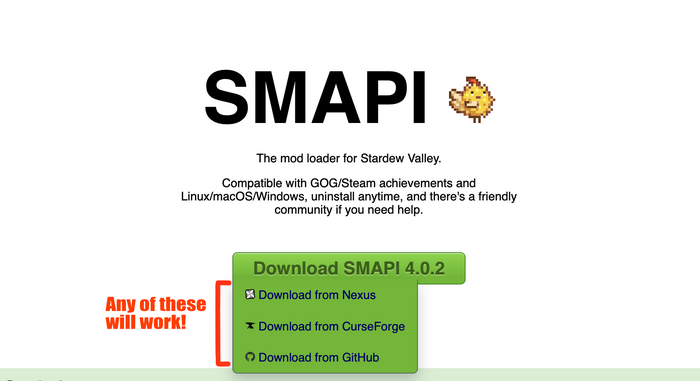 SMAPI
The mod loader for Stardew Valley.
Compatible with GOG/Steam achievements and
Linux/macOS/Windows, uninstall anytime, and there's a friendly
community if you need help.
Download SMAPI 4.0.2
Any of these
will work!
Download from Nexus
Download from CurseForge
Download from GitHub